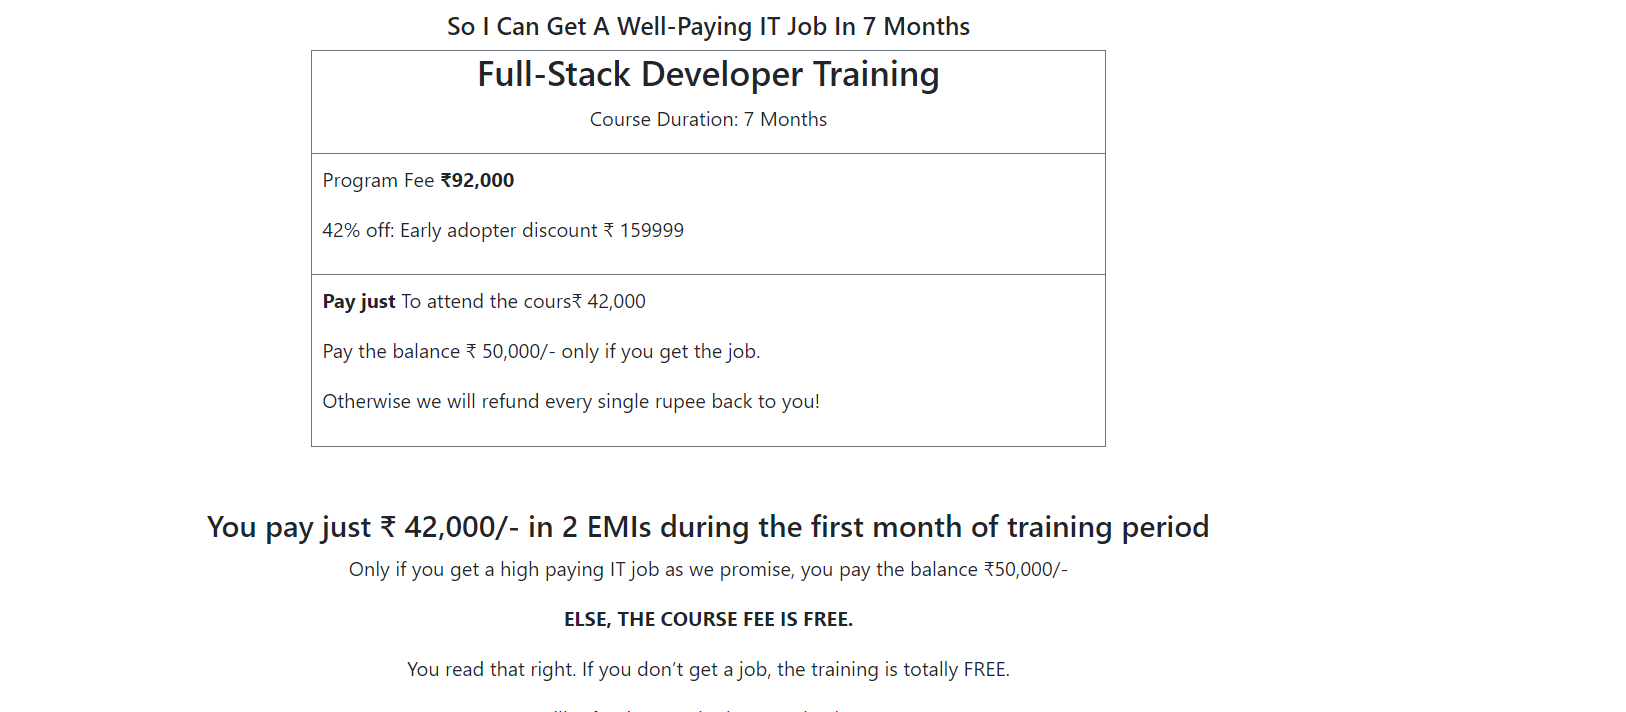 So I Can Get A Well-Paying IT Job In 7 Months
Full-Stack Developer Training
Course Duration: 7 Months
Program Fee ₹92,000
42% off: Early adopter discount ₹ 159999
Pay just To attend the cours₹ 42,000
Pay the balance ₹ 50,000/- only if you get the job.
Otherwise we will refund every single rupee back to you!
You pay just ₹ 42,000/- in 2 EMIs during the first month of training period
Only if you get a high paying IT job as we promise, you pay the balance ₹50,000/-
ELSE, THE COURSE FEE IS FREE.
You read that right. If you don’t get a job, the training is totally FREE.